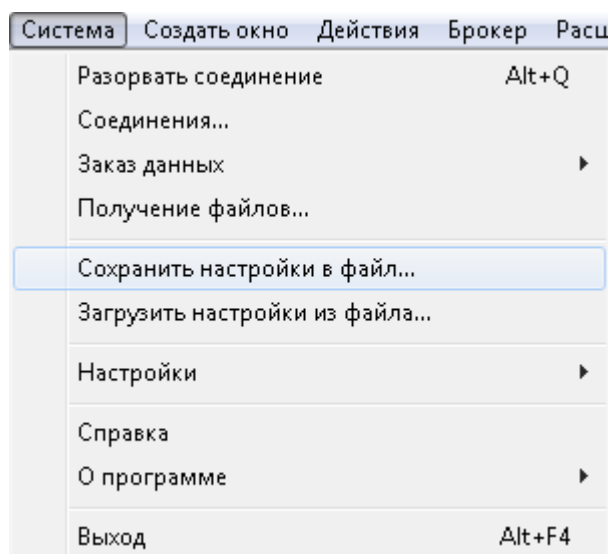 Система Создать окно Действия Брокер Расш
Разорвать соединение Alt+Q
Соединения...
Заказ данных
Получение файлов...
Сохранить настройки в файл...
Загрузить настройки из файла...
Настройки
Справка
О программе
Выход Alt+F4